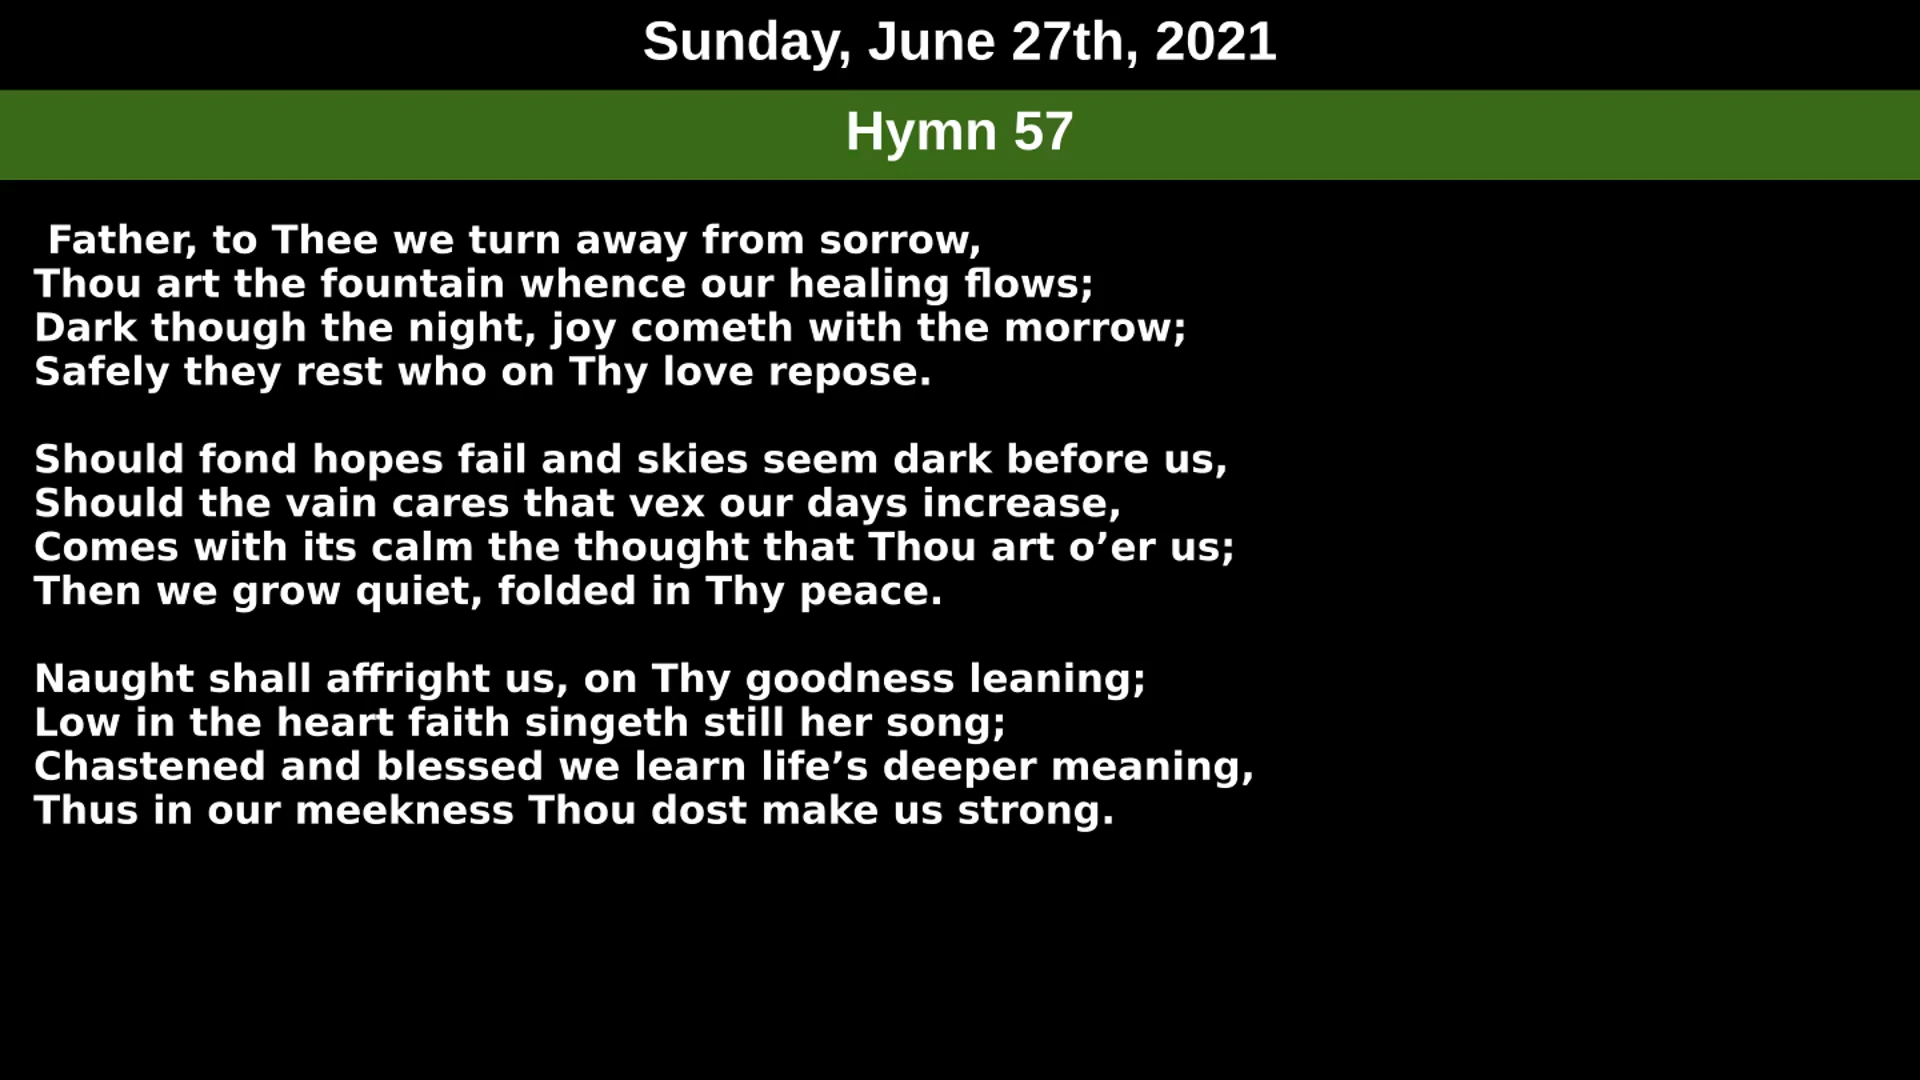 Sunday, June 27th, 2021
Hymn 57
Father, to Thee we turn away from sorrow,
Thou art the fountain whence our healing flows;
Dark though the night, joy cometh with the morrow;
Safely they rest who on Thy love repose.
Should fond hopes fail and skies seem dark before us,
Should the vain cares that vex our days increase,
Comes with its calm the thought that Thou art o’er us;
Then we grow quiet, folded in Thy peace.
Naught shall affright us, on Thy goodness leaning;
Low in the heart faith singeth still her song;
Chastened and blessed we learn life’s deeper meaning,
Thus in our meekness Thou dost make us strong.